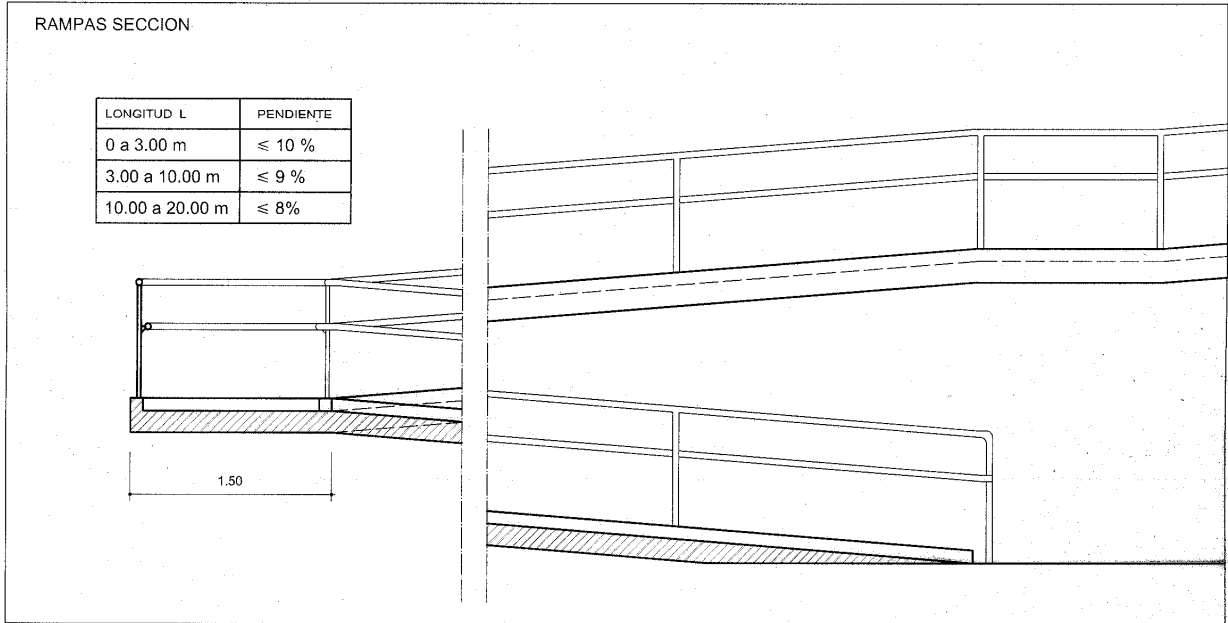 RAMPAS SECCION
LONGITUD L PENDIENTE
0 a 3.00 m ≤ 10 %
3.00 a 10.00 m ≤ 9 %
10.00 a 20.00 m ≤ 8%
1.50